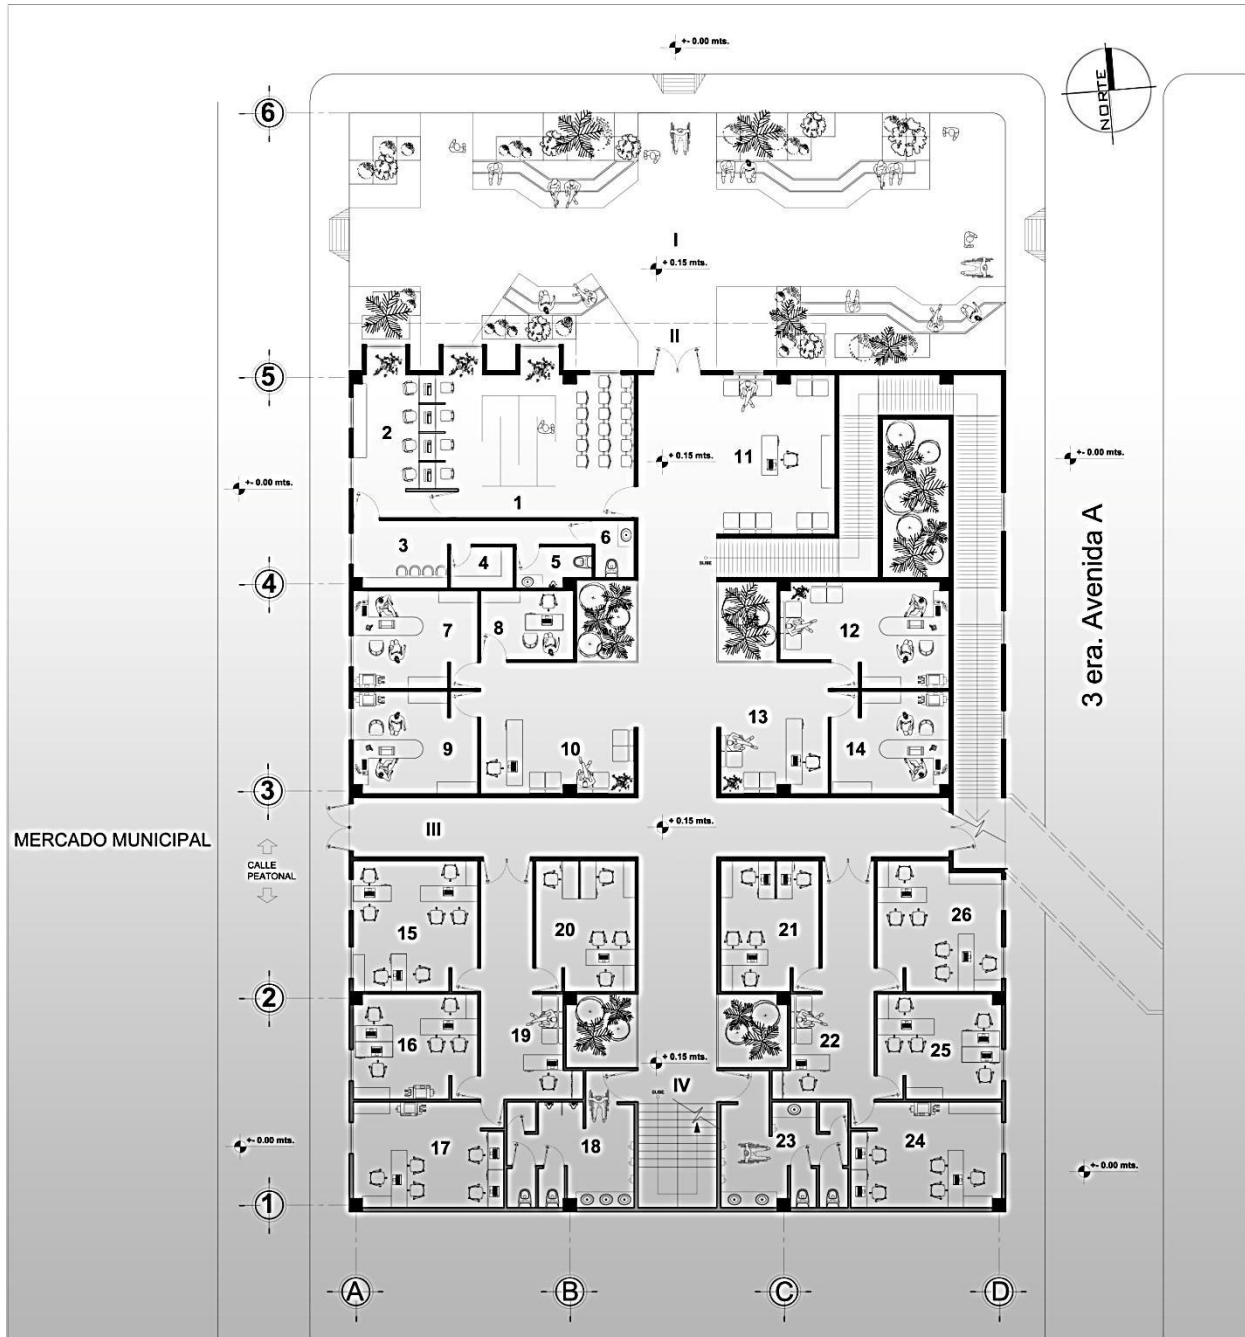 +- 0.00 mts.
NORTE
6
I
+ 0.15 mts.
II
5
2
11
+ 0.15 mts.
+- 0.00 mts.
+- 0.00 mts.
1
3
4
5
6
SUBE
4
7
8
12
3 era. Avenida A
9
10
13
14
3
MERCADO MUNICIPAL
III
+ 0.15 mts.
CALLE
PEATONAL
15
20
21
26
2
16
19
22
25
+ 0.15 mts.
SUBE
IV
17
18
23
24
+- 0.00 mts.
+- 0.00 mts.
1
A
B
C
D